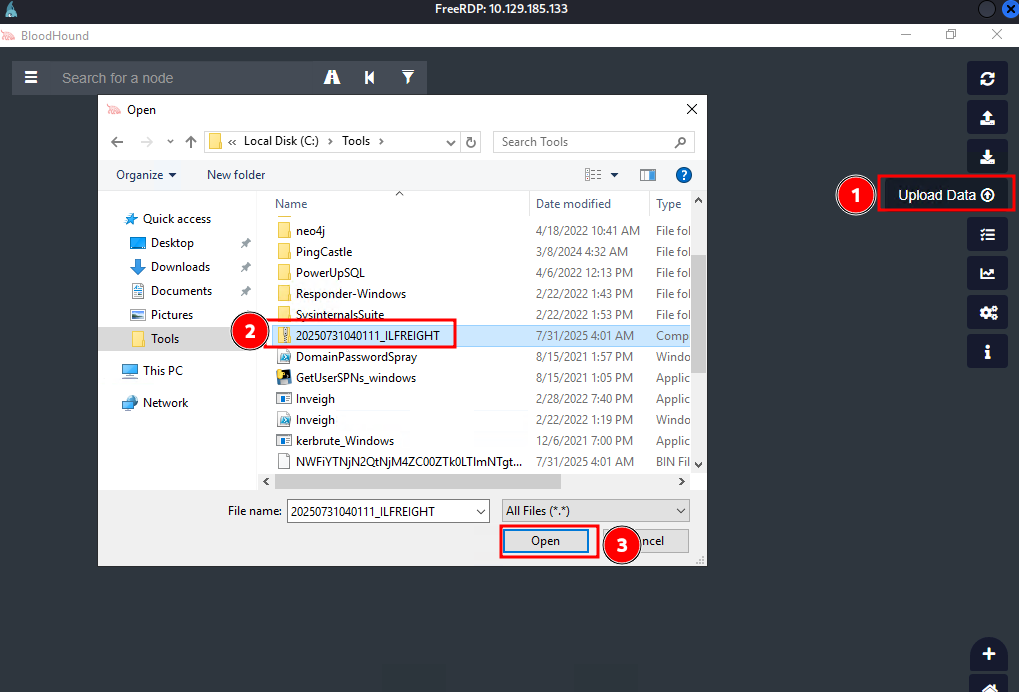 FreeRDP: 10.129.185.133
BloodHound
Search for a node
Open
« Local Disk (C:) › Tools ›
Search Tools
1
Upload Data
Organize
New folder
Name
Date modified
Type
Quick access
Desktop
Downloads
Documents
Pictures
Tools
This PC
Network
neo4j 4/18/2022 10:41 AM File fol
PingCastle 3/8/2024 4:32 AM File fol
PowerUpSQL 4/6/2022 12:13 PM File fol
Responder-Windows 2/22/2022 1:43 PM File fol
SysinternalsSuite 2/22/2022 1:53 PM File fol
2
20250731040111_ILFREIGHT 7/31/2025 4:01 AM Comp
DomainPasswordSpray 8/15/2021 1:57 PM Windo
GetUserSPNs_windows 8/15/2021 1:05 PM Applic
Inveigh 2/28/2022 7:40 PM Applic
Inveigh 2/22/2022 1:19 PM Windo
kerbrute_Windows 12/6/2021 7:00 PM Applic
7/31/2025 4:01 AM BIN Fil
File name: 20250731040111_ILFREIGHT
All Files (*.*)
Open
3
ncel